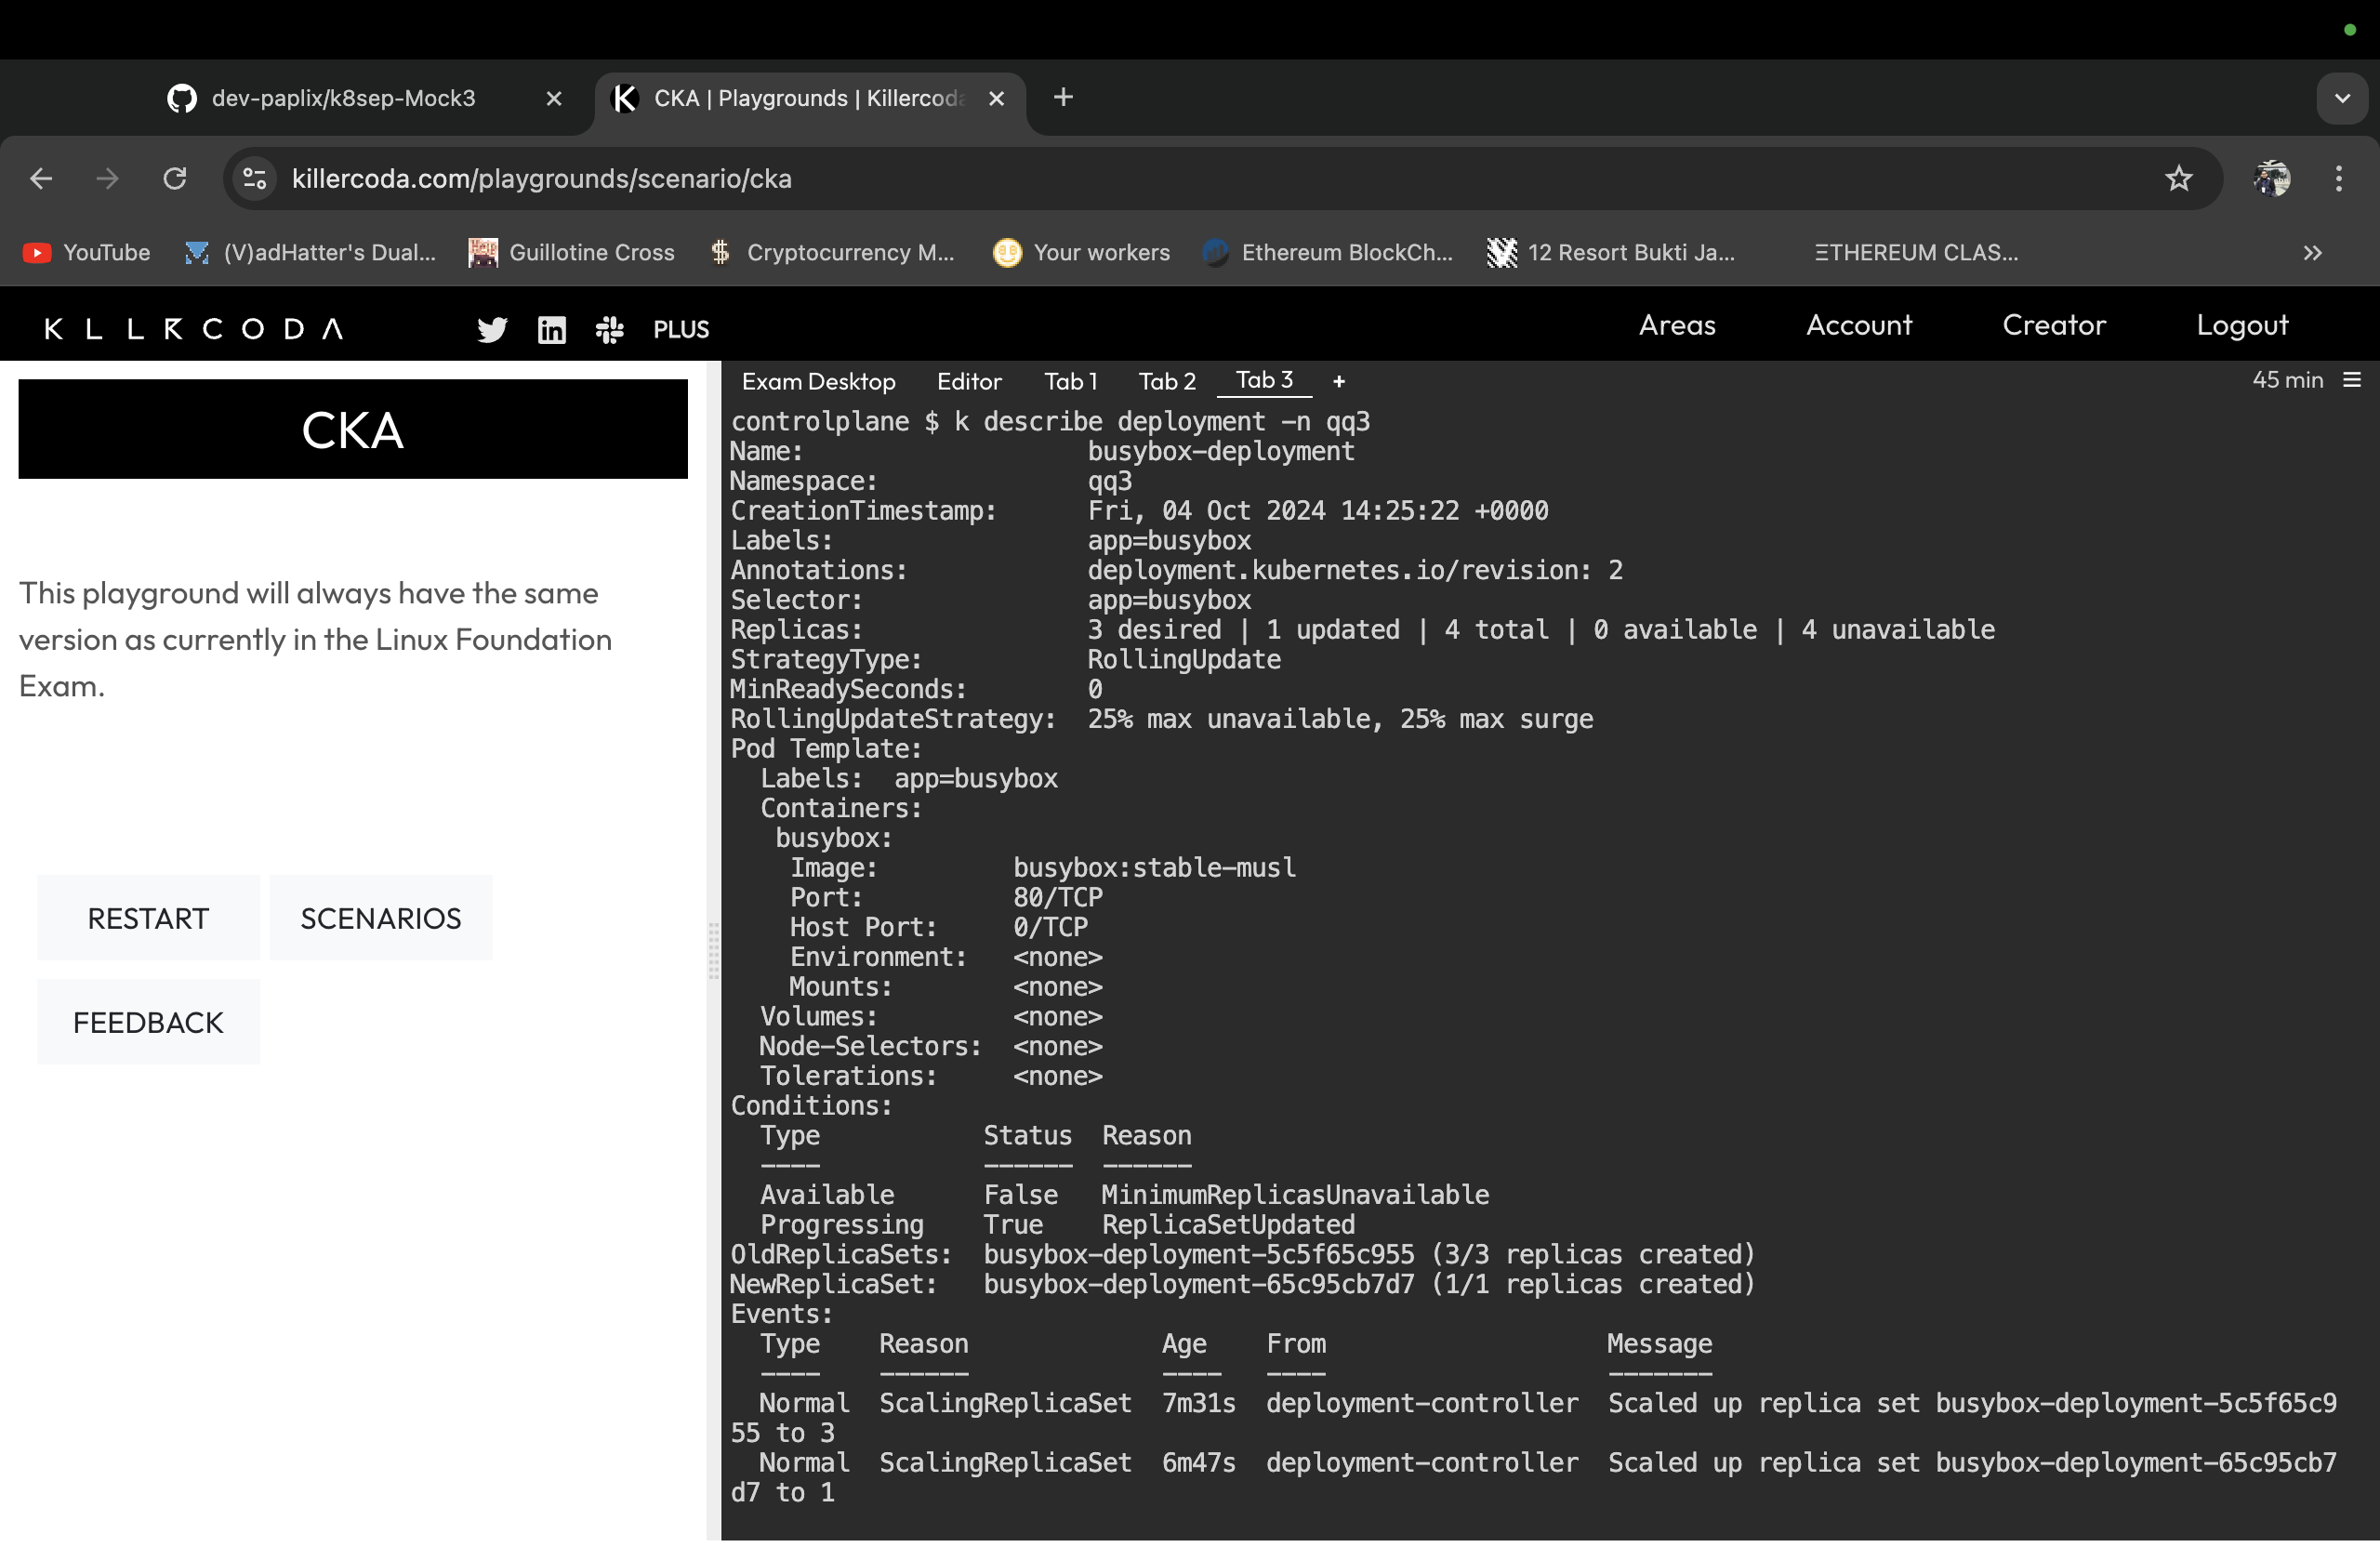 dev-paplix/k8sep-Mock3
CKA | Playgrounds | Killercoda
killercoda.com/playgrounds/scenario/cka
YouTube
(V)adHatter's Dual...
Guillotine Cross
Cryptocurrency M...
Your workers
Ethereum BlockCh...
12 Resort Bukti Ja...
ΞTHEREUM CLAS...
KLLRCODA
PLUS
Areas
Account
Creator
Logout
CKA
This playground will always have the same
version as currently in the Linux Foundation
Exam.
RESTART
SCENARIOS
FEEDBACK
Exam Desktop Editor Tab 1 Tab 2 Tab 3 +
45 min
controlplane $ k describe deployment -n qq3
Name: busybox-deployment
Namespace: qq3
CreationTimestamp: Fri, 04 Oct 2024 14:25:22 +0000
Labels: app=busybox
Annotations: deployment.kubernetes.io/revision: 2
Selector: app=busybox
Replicas: 3 desired | 1 updated | 4 total | 0 available | 4 unavailable
StrategyType: RollingUpdate
MinReadySeconds: 0
RollingUpdateStrategy: 25% max unavailable, 25% max surge
Pod Template:
Labels: app=busybox
Containers:
busybox:
Image: busybox:stable-musl
Port: 80/TCP
Host Port: 0/TCP
Environment: <none>
Mounts: <none>
Volumes: <none>
Node-Selectors: <none>
Tolerations: <none>
Conditions:
Type Status Reason
---- ------ ------
Available False MinimumReplicasUnavailable
Progressing True ReplicaSetUpdated
OldReplicaSets: busybox-deployment-5c5f65c955 (3/3 replicas created)
NewReplicaSet: busybox-deployment-65c95cb7d7 (1/1 replicas created)
Events:
Type Reason Age From Message
---- ------ ---- ---- -------
Normal ScalingReplicaSet 7m31s deployment-controller Scaled up replica set busybox-deployment-5c5f65c9
55 to 3
Normal ScalingReplicaSet 6m47s deployment-controller Scaled up replica set busybox-deployment-65c95cb7
d7 to 1